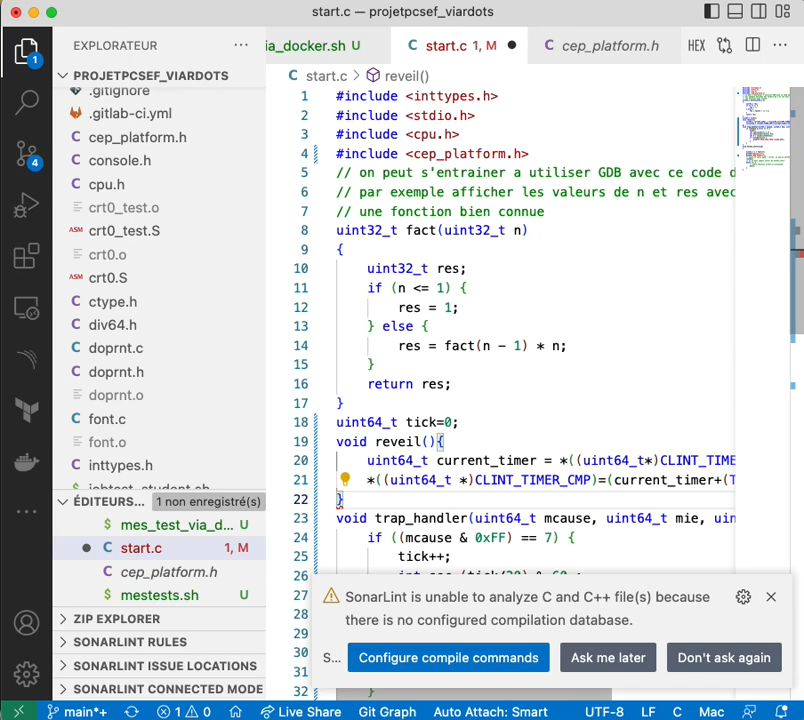 start.c — projetpcsef_viardots
EXPLORATEUR
PROJETPCSEF_VIARDOTS
.gitignore
.gitlab-ci.yml
cep_platform.h
console.h
cpu.h
crt0_test.o
ASM crt0_test.S
crt0.o
ASM crt0.S
C ctype.h
C div64.h
C doprnt.c
C doprnt.h
doprnt.o
C font.c
font.o
C inttypes.h
ÉDITEURS... 1 non enregistré(s)
$ mes_test_via_d... U
C start.c 1, M
C cep_platform.h
$ mestests.sh U
ZIP EXPLORER
SONARLINT RULES
SONARLINT ISSUE LOCATIONS
SONARLINT CONNECTED MODE
ia_docker.sh U
C start.c 1, M
C cep_platform.h
HEX
C start.c > reveil()
1 #include <inttypes.h>
2 #include <stdio.h>
3 #include <cpu.h>
4 #include <cep_platform.h>
5 // on peut s'entrainer a utiliser GDB avec ce code d
6 // par exemple afficher les valeurs de n et res avec
7 // une fonction bien connue
8 uint32_t fact(uint32_t n)
9 {
10 uint32_t res;
11 if (n <= 1) {
12 res = 1;
13 } else {
14 res = fact(n - 1) * n;
15 }
16 return res;
17 }
18 uint64_t tick=0;
19 void reveil(){
20 uint64_t current_timer = *((uint64_t*)CLINT_TIME
21 *((uint64_t *)CLINT_TIMER_CMP)=(current_timer+(T
22 }
23 void trap_handler(uint64_t mcause, uint64_t mie, uin
24 if ((mcause & 0xFF) == 7) {
25 tick++;
26
27
28
29
30
31
32 }
SonarLint is unable to analyze C and C++ file(s) because
there is no configured compilation database.
S...
Configure compile commands
Ask me later
Don't ask again
main*+
1 0
Live Share
Git Graph
Auto Attach: Smart
UTF-8
LF
C
Mac
1
4